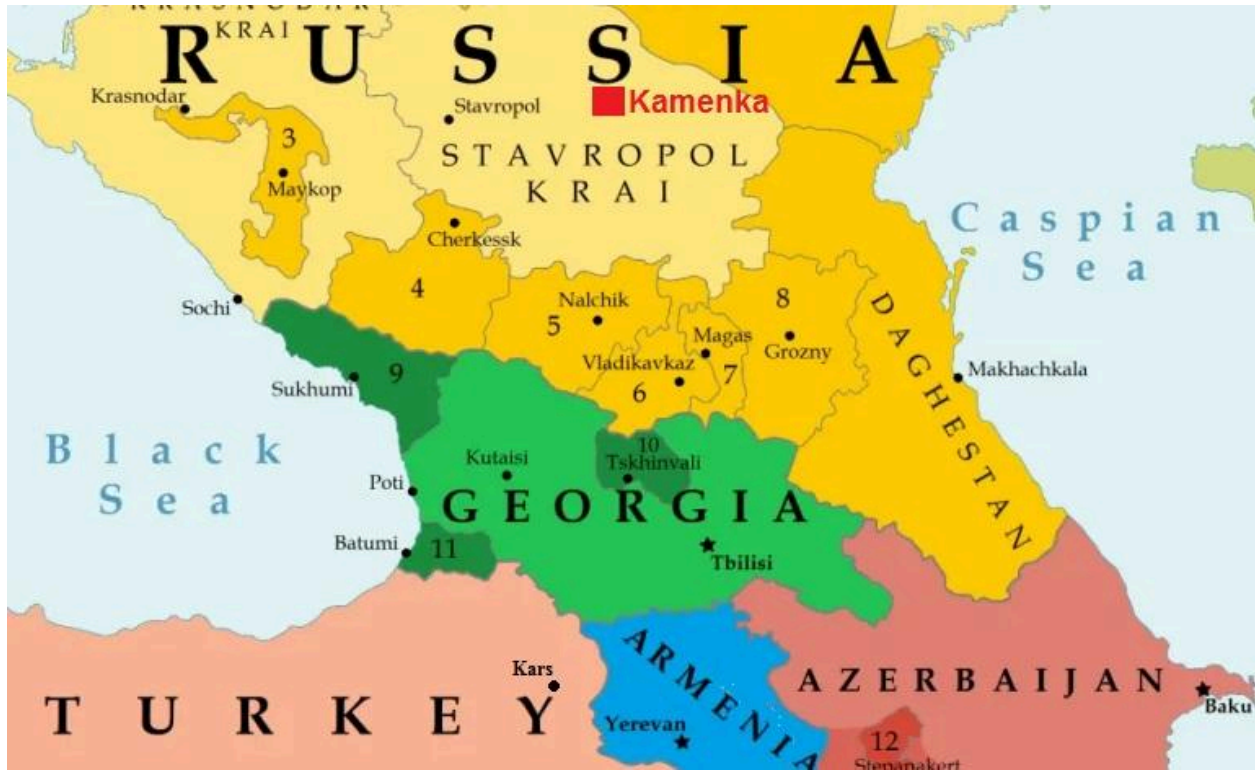 KRASNODAR
KRAI
RUSSIA
Krasnodar
Stavropol
Kamenka
3
STAVROPOL
KRAI
Maykop
Cherkessk
Caspian
Sea
4
Sochi
Nalchik
5
8
Magas
Grozny
Vladikavkaz
7
6
DAGHESTAN
Makhachkala
9
Sukhumi
Black
Sea
Kutaisi
10
Tskhinvali
Poti
GEORGIA
Batumi
11
Tbilisi
ARMENIA
Kars
AZERBAIJAN
TURKEY
Yerevan
Baku
12
Stepanakert